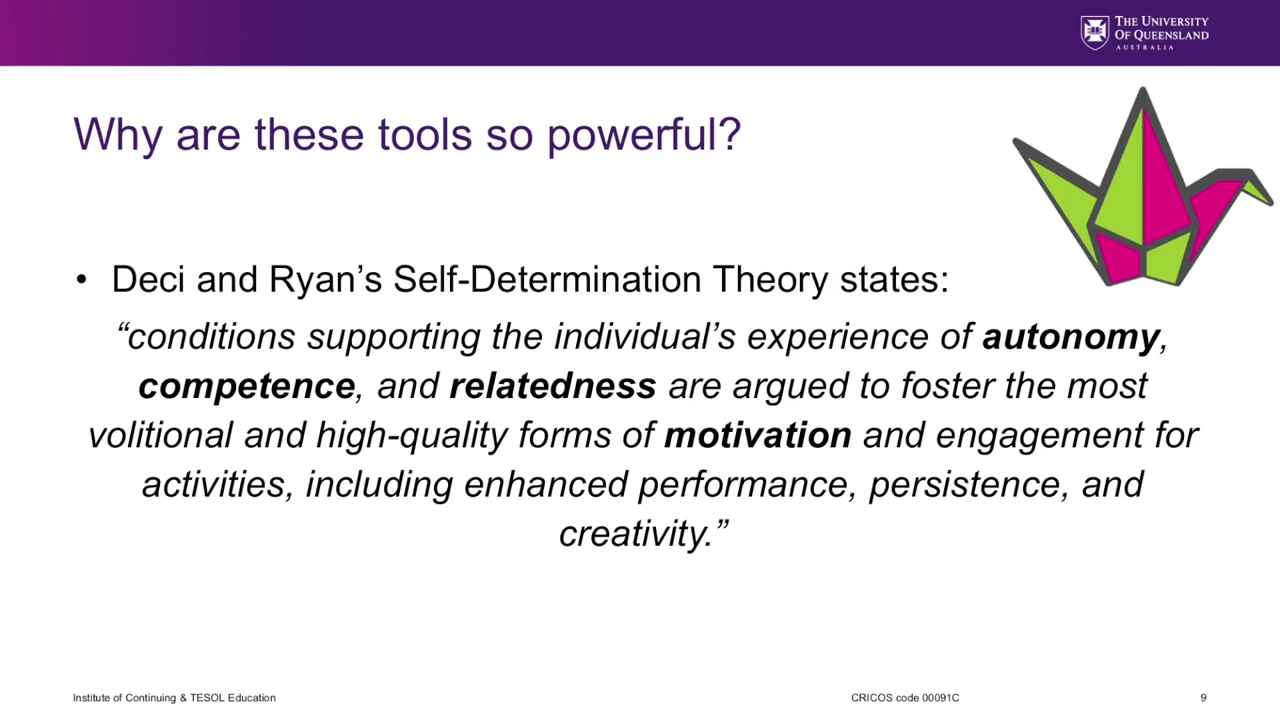 THE UNIVERSITY
OF QUEENSLAND
AUSTRALIA
Why are these tools so powerful?
• Deci and Ryan’s Self-Determination Theory states:
“conditions supporting the individual’s experience of autonomy,
competence, and relatedness are argued to foster the most
volitional and high-quality forms of motivation and engagement for
activities, including enhanced performance, persistence, and
creativity.”
Institute of Continuing & TESOL Education
CRICOS code 00091C
9